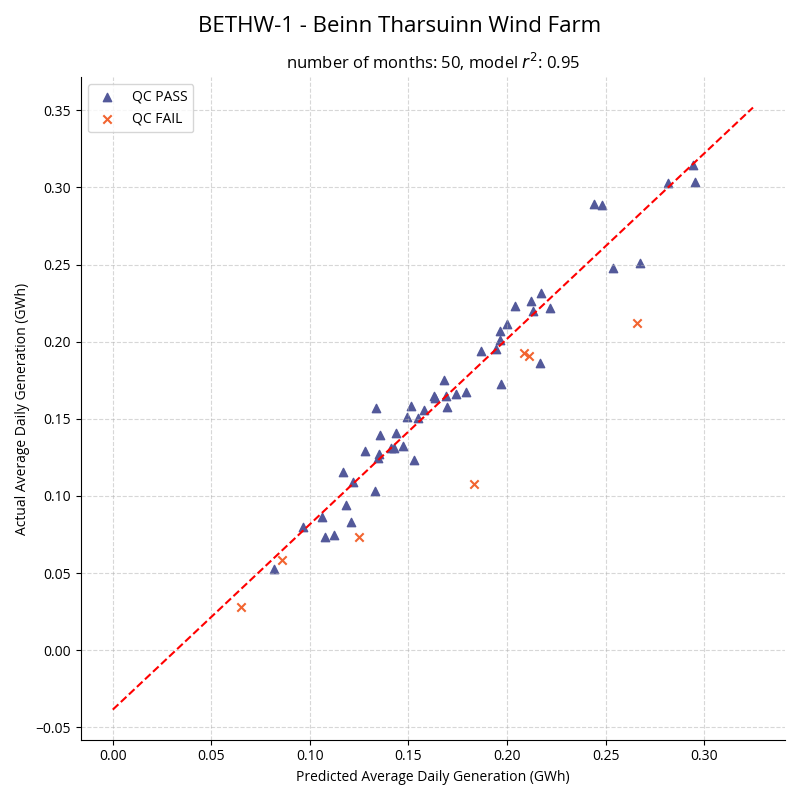 BETHW-1 - Beinn Tharsuinn Wind Farm
number of months: 50, model r²: 0.95
QC PASS
QC FAIL
Actual Average Daily Generation (GWh)
0.35
0.30
0.25
0.20
0.15
0.10
0.05
0.00
−0.05
0.00 0.05 0.10 0.15 0.20 0.25 0.30
Predicted Average Daily Generation (GWh)